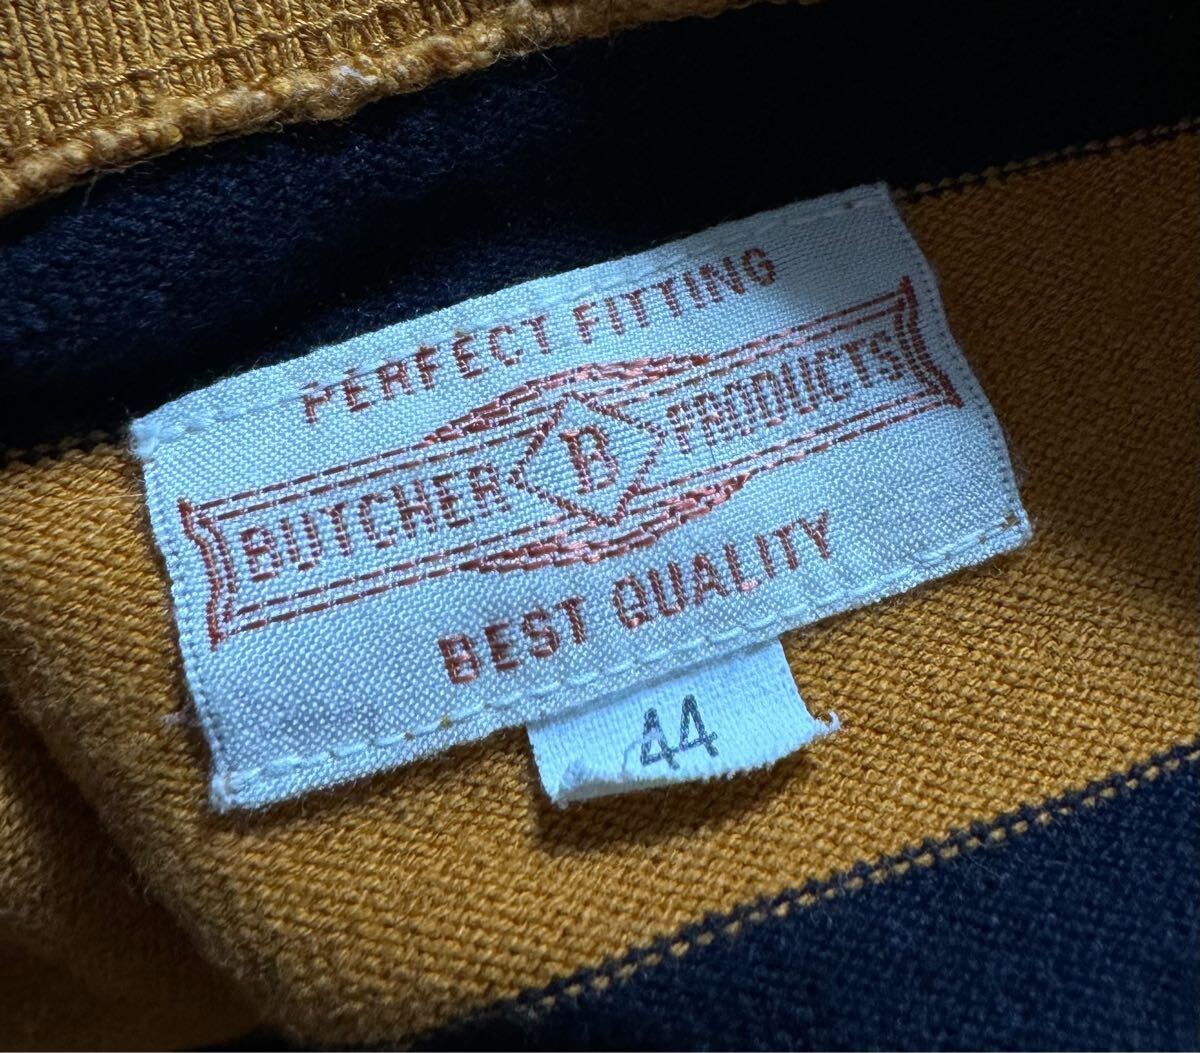 PERFECT FITTING
BUTCHER B PRODUCTS
BEST QUALITY
44